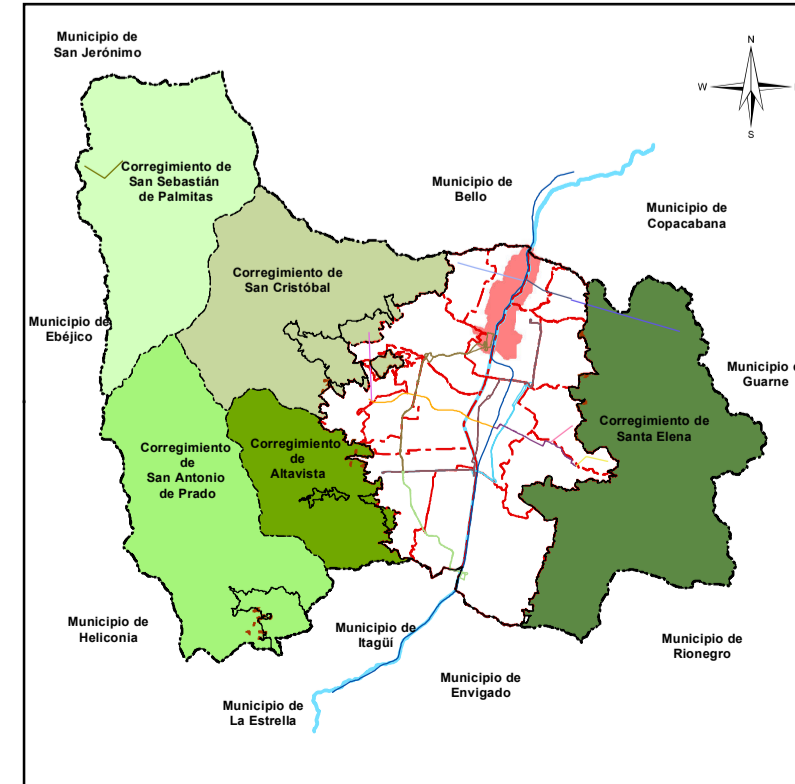 Municipio de
San Jerónimo
N
W
S
Corregimiento de
San Sebastián
de Palmitas
Municipio de
Bello
Municipio de
Copacabana
Corregimiento de
San Cristóbal
Municipio de
Ebéjico
Municipio
Guarne
Corregimiento de
Santa Elena
Corregimiento
de
San Antonio
de Prado
Corregimiento
de
Altavista
Municipio de
Heliconia
Municipio de
Itagüí
Municipio de
Rionegro
Municipio de
Envigado
Municipio de
La Estrella